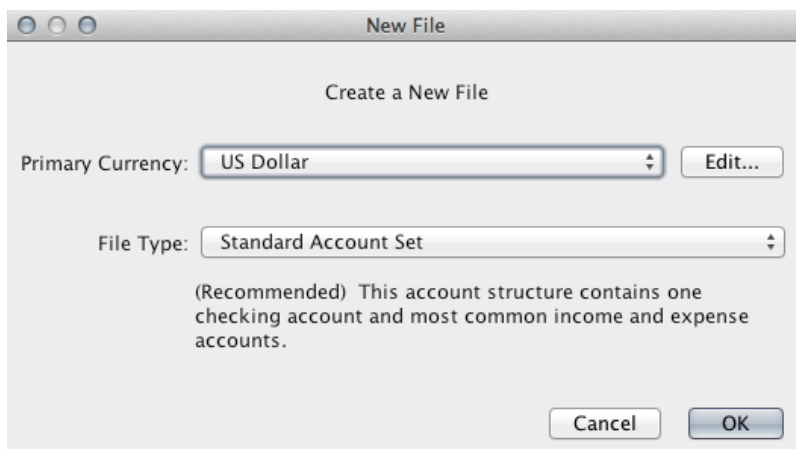 New File
Create a New File
Primary Currency: US Dollar Edit...
File Type: Standard Account Set
(Recommended) This account structure contains one
checking account and most common income and expense
accounts.
Cancel OK